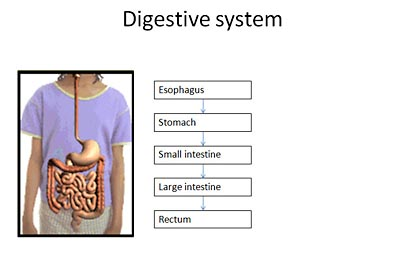 Digestive system
Esophagus
Stomach
Small intestine
Large intestine
Rectum